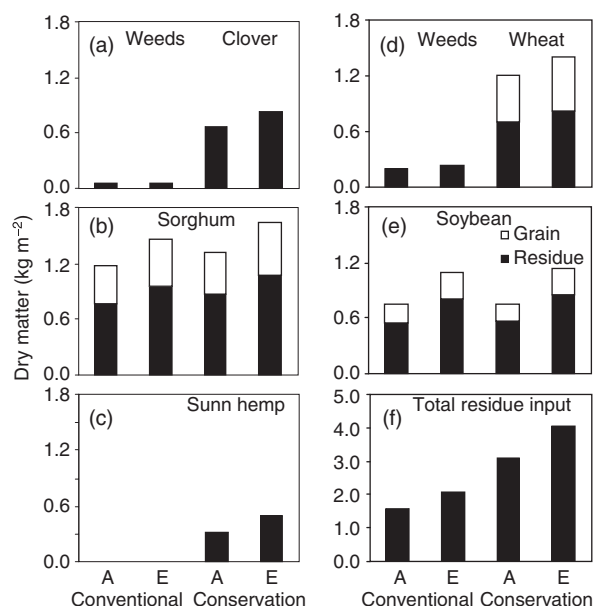 Dry matter (kg m⁻²)
(a) Weeds Clover
1.8
1.2
0.6
0.0
(d) Weeds Wheat
1.8
1.2
0.6
0.0
(b) Sorghum
1.8
1.2
0.6
0.0
(e) Soybean
Grain
Residue
1.8
1.2
0.6
0.0
(c) Sunn hemp
1.8
1.2
0.6
0.0
A E A E
Conventional Conservation
(f) Total residue input
5.0
4.0
3.0
2.0
1.0
0.0
A E A E
Conventional Conservation